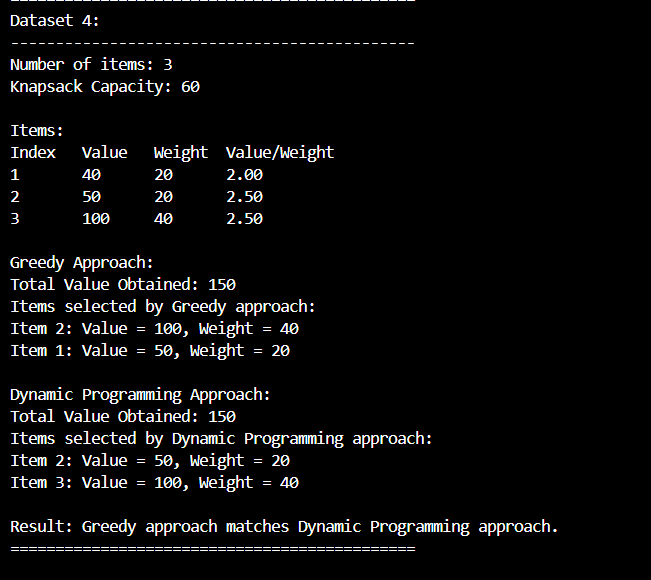 =============================================
Dataset 4:
---------------------------------------------
Number of items: 3
Knapsack Capacity: 60
Items:
Index   Value   Weight  Value/Weight
1       40      20      2.00
2       50      20      2.50
3       100     40      2.50
Greedy Approach:
Total Value Obtained: 150
Items selected by Greedy approach:
Item 2: Value = 100, Weight = 40
Item 1: Value = 50, Weight = 20
Dynamic Programming Approach:
Total Value Obtained: 150
Items selected by Dynamic Programming approach:
Item 2: Value = 50, Weight = 20
Item 3: Value = 100, Weight = 40
Result: Greedy approach matches Dynamic Programming approach.
=============================================